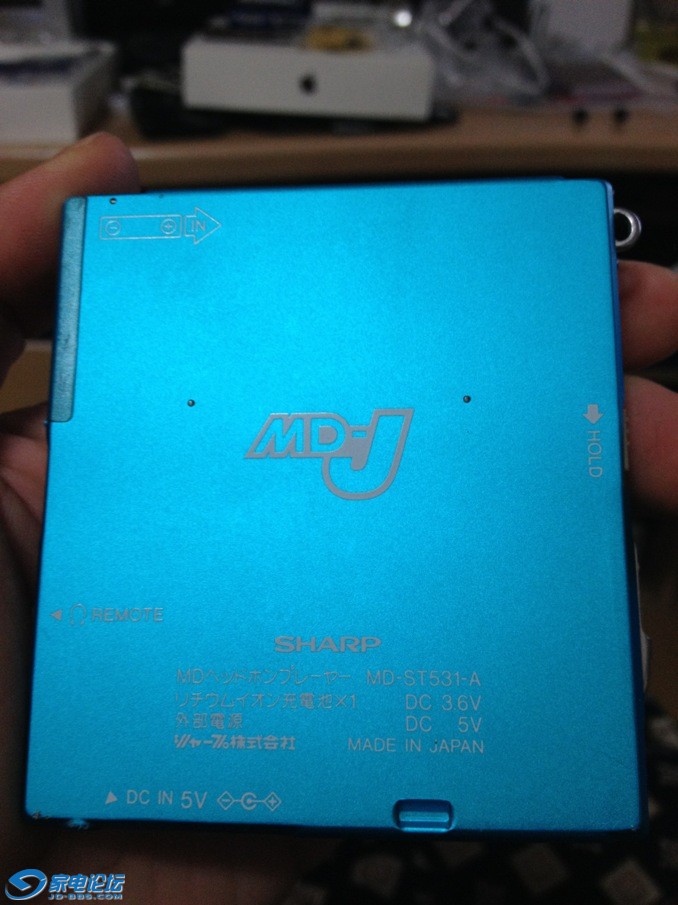 IN
MD-J
HOLD
REMOTE
SHARP
MDヘッドホンプレーヤー MD-ST531-A
リチウムイオン充電池×1 DC 3.6V
外部電源 DC 5V
シャープ株式会社 MADE IN JAPAN
DC IN 5V
家电论坛
JD-BBS.COM